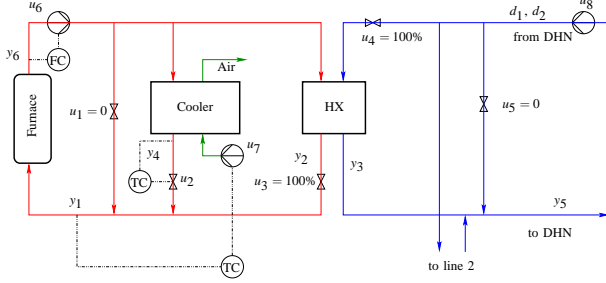 u6
d1, d2
u8
y6
FC
u4 = 100%
from DHN
Air
Furnace
u1 = 0
Cooler
HX
u5 = 0
y4
u7
y2
y3
TC
u2
u3 = 100%
y1
y5
to DHN
TC
to line 2